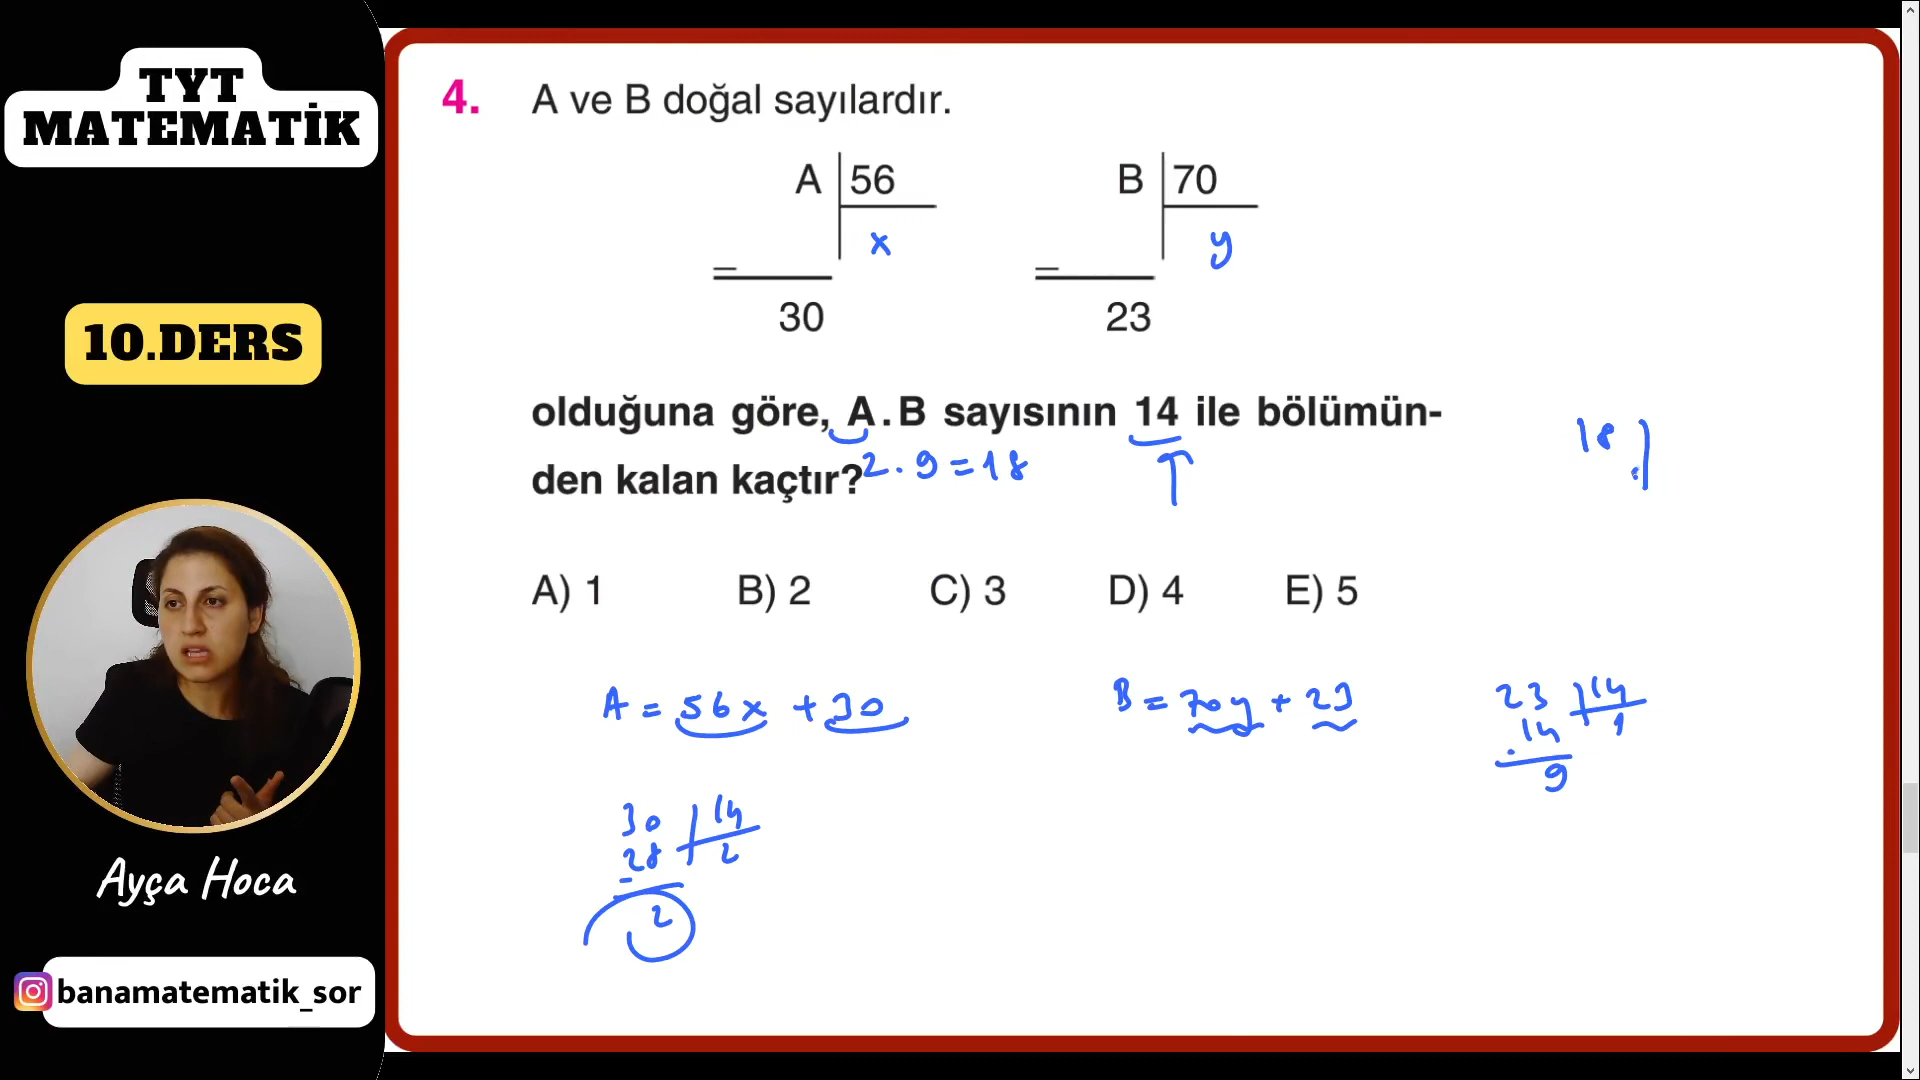 TYT
MATEMATİK
10.DERS
Ayça Hoca
banamatematik_sor
4. A ve B doğal sayılardır.
A 56
x
30
B 70
y
23
olduğuna göre, A.B sayısının 14 ile bölümün-
den kalan kaçtır?
2.9=18
18
A) 1 B) 2 C) 3 D) 4 E) 5
A = 56x + 30
B = 70y + 23
23 14
14 1
9
30 14
28 2
2